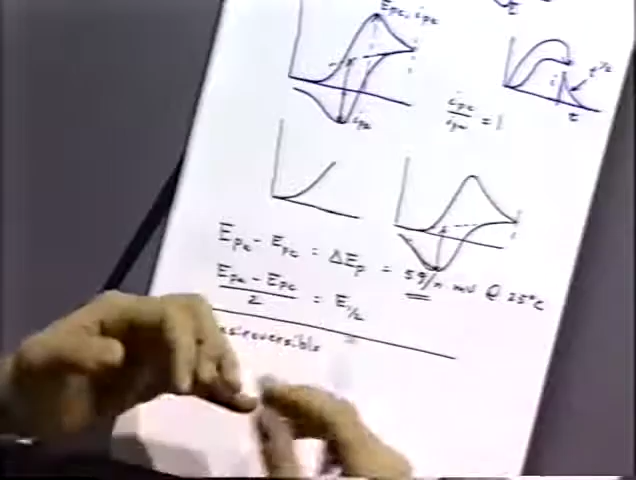 Epc, ipc
i
t
t^1/2
ipc/ipa = 1
t
ipa
Epa - Epc = ΔEp = 59/n mV @ 25°C
(Epa - Epc)/2 = E1/2